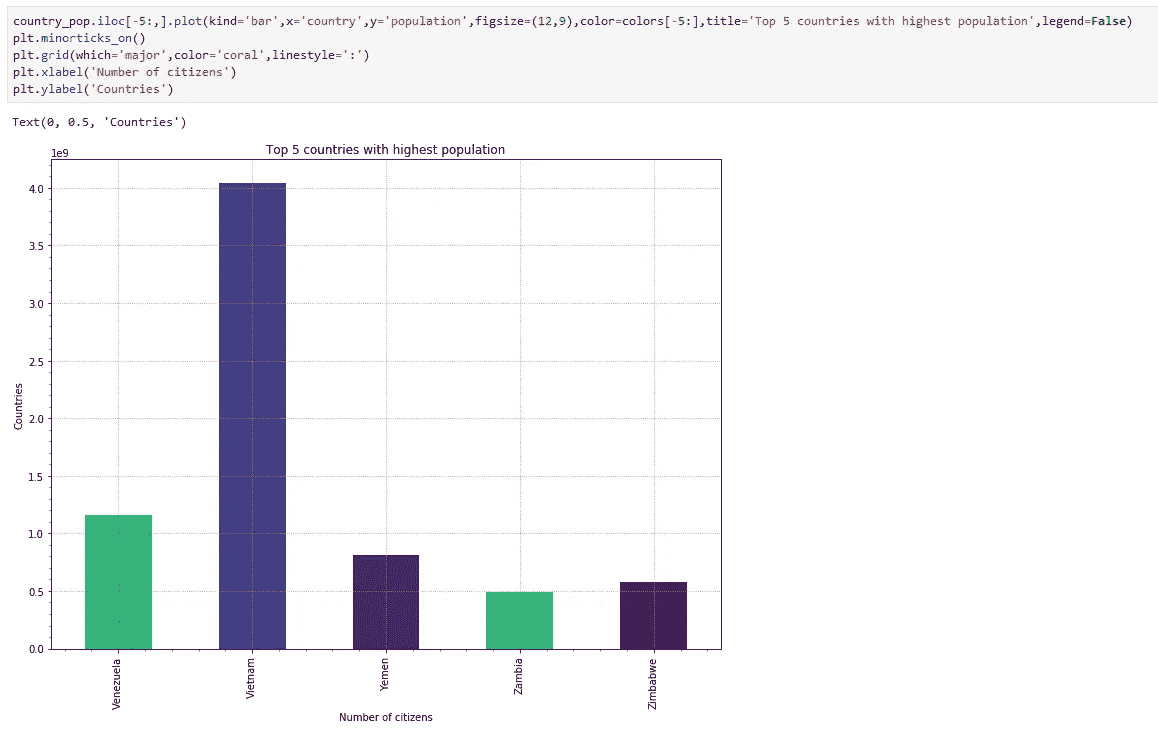 country_pop.iloc[-5:,].plot(kind='bar',x='country',y='population',figsize=(12,9),color=colors[-5:],title='Top 5 countries with highest population',legend=False)
plt.minorticks_on()
plt.grid(which='major',color='coral',linestyle=':')
plt.xlabel('Number of citizens')
plt.ylabel('Countries')
Text(0, 0.5, 'Countries')
Top 5 countries with highest population
1e9
4.0
3.5
3.0
2.5
2.0
1.5
1.0
0.5
0.0
Countries
Venezuela
Vietnam
Yemen
Zambia
Zimbabwe
Number of citizens